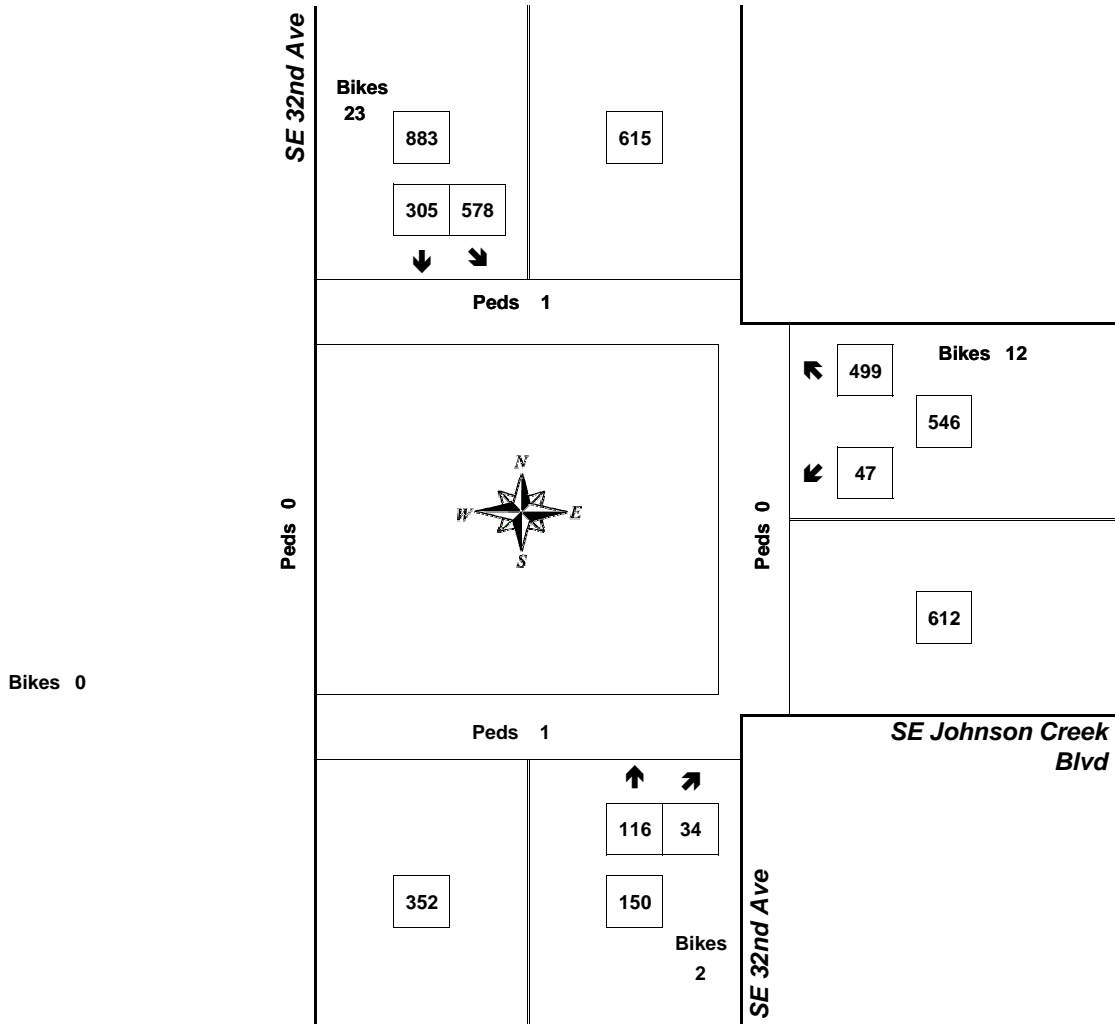 SE 32nd Ave
Bikes
23
883
615
305 578
Peds 1
Bikes 12
499
546
47
N
W E
S
Peds 0
Peds 0
612
Bikes 0
Peds 1
SE Johnson Creek
Blvd
116 34
352
150
Bikes
2
SE 32nd Ave